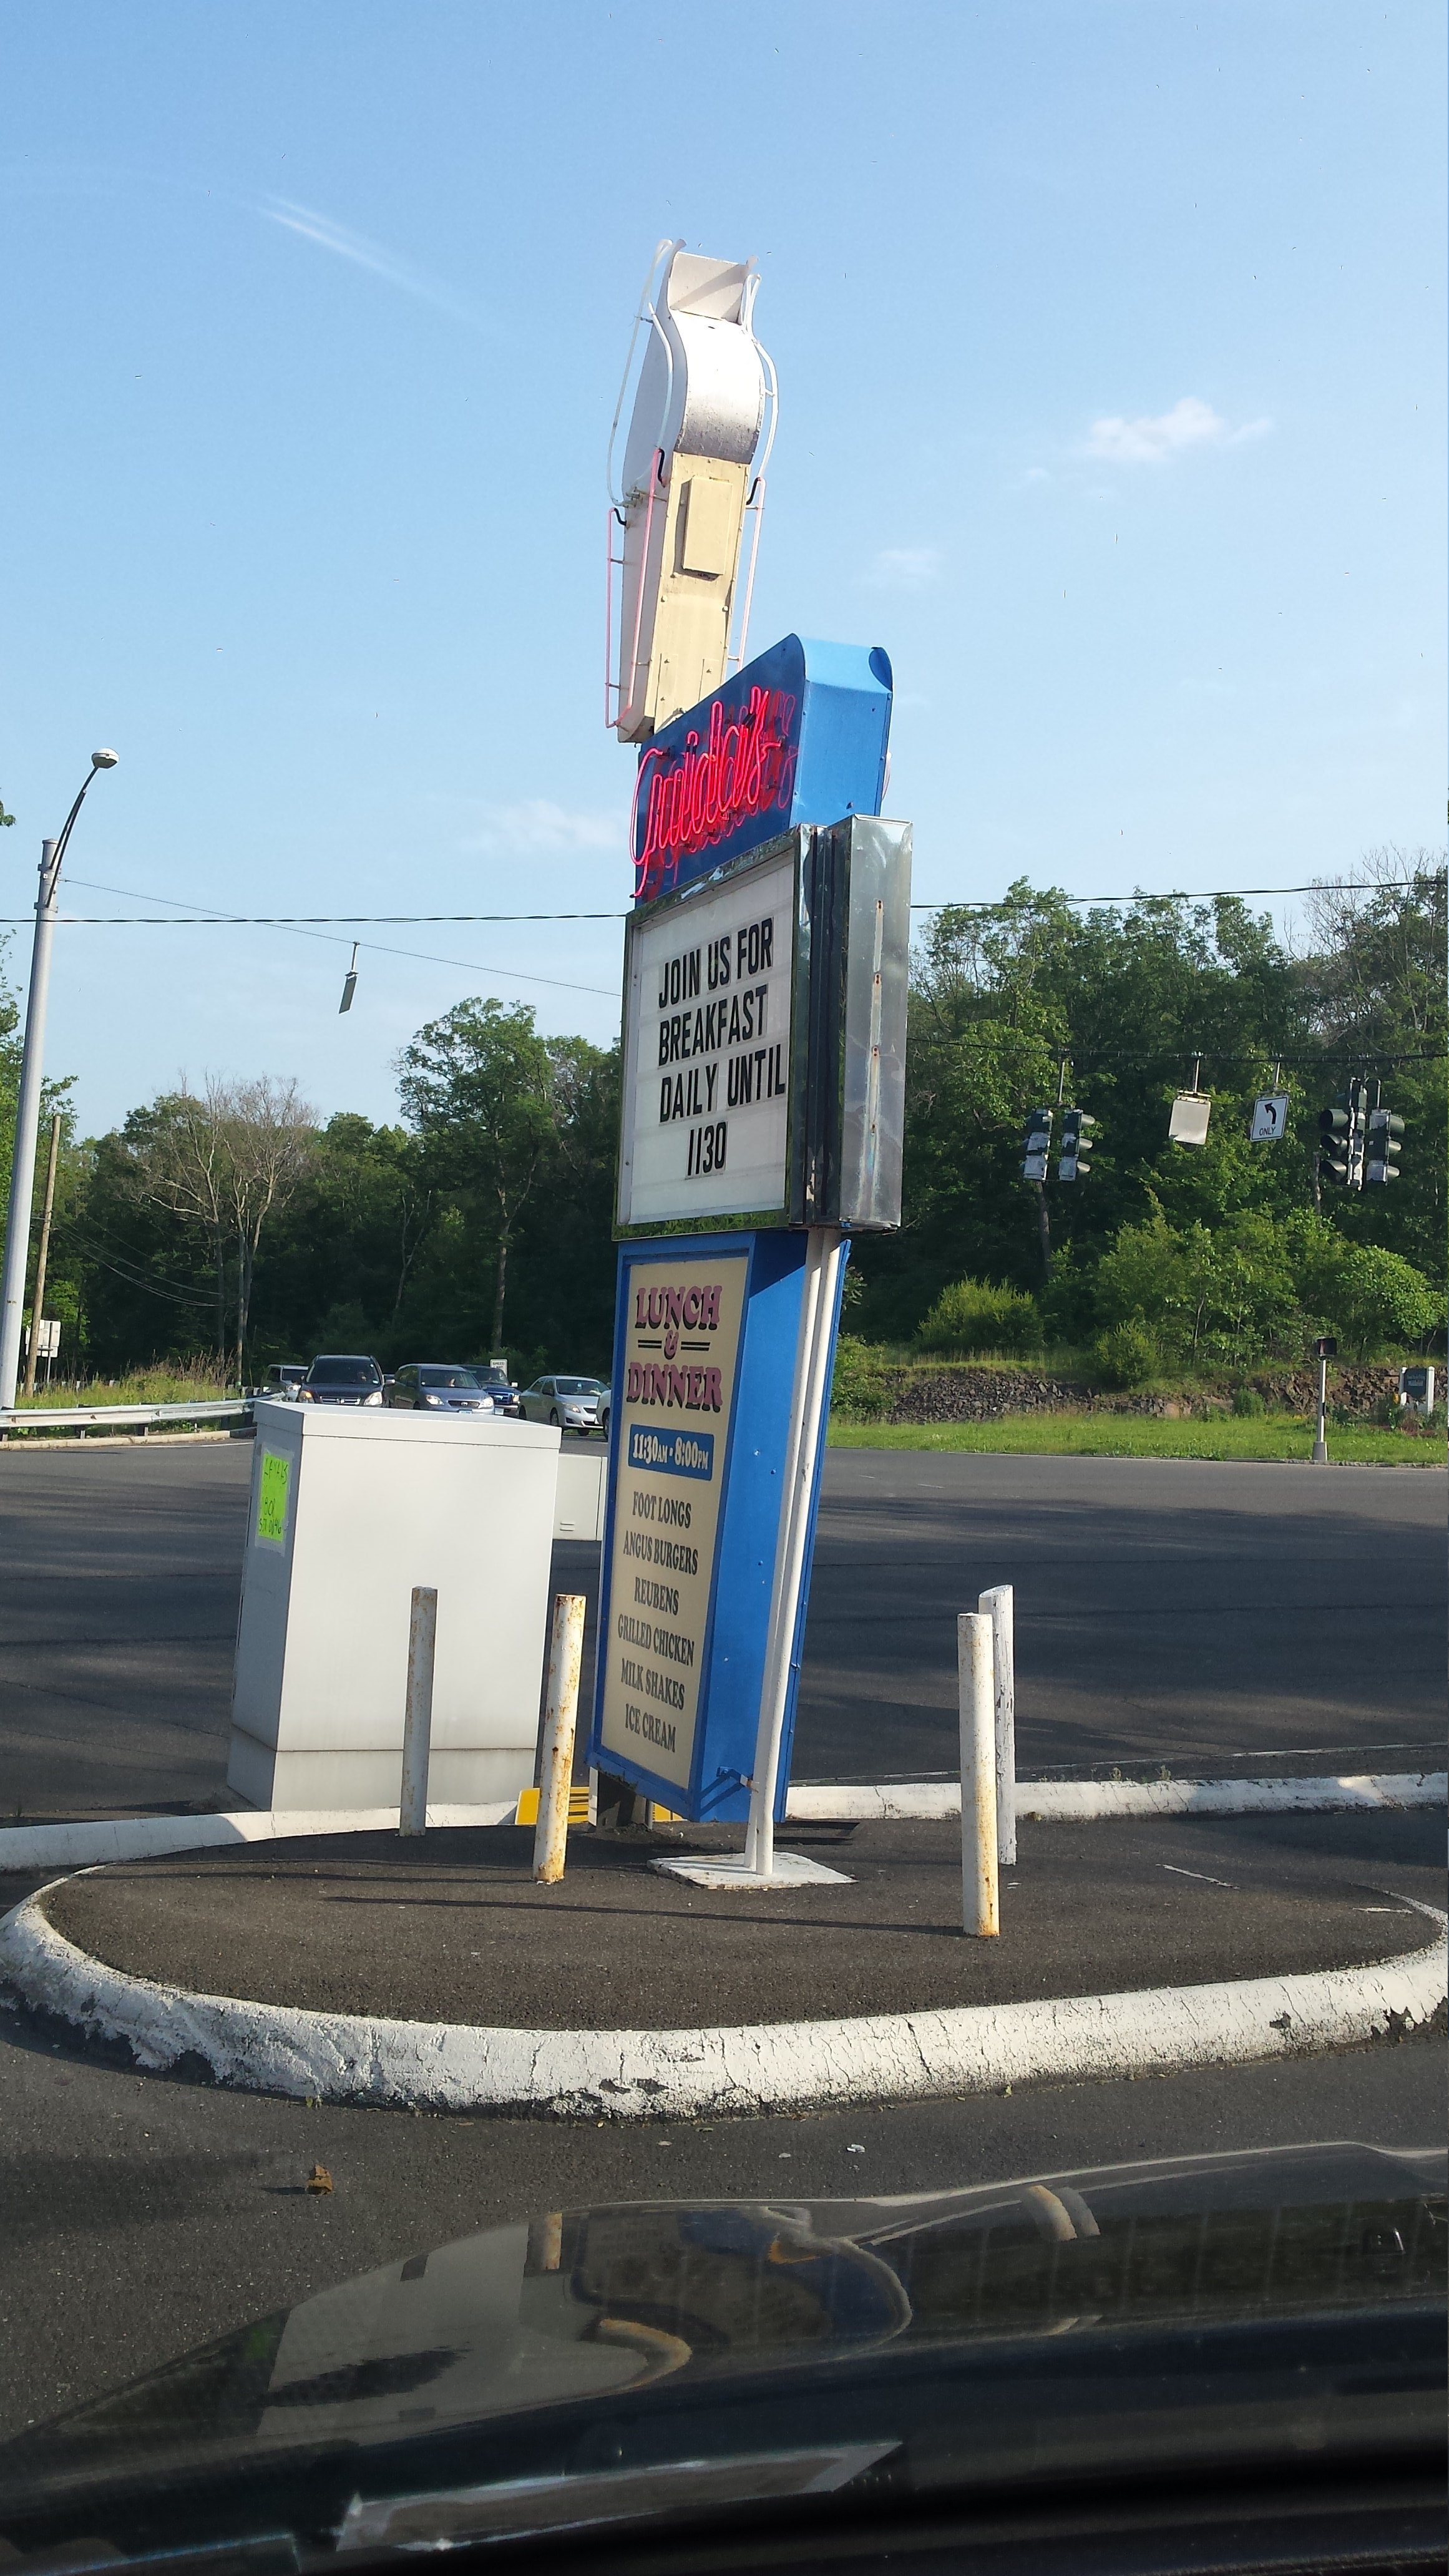 Guida's
JOIN US FOR
BREAKFAST
DAILY UNTIL
1130
LUNCH
&
DINNER
11:30AM - 8:00PM
FOOT LONGS
ANGUS BURGERS
REUBENS
GRILLED CHICKEN
MILK SHAKES
ICE CREAM
ONLY